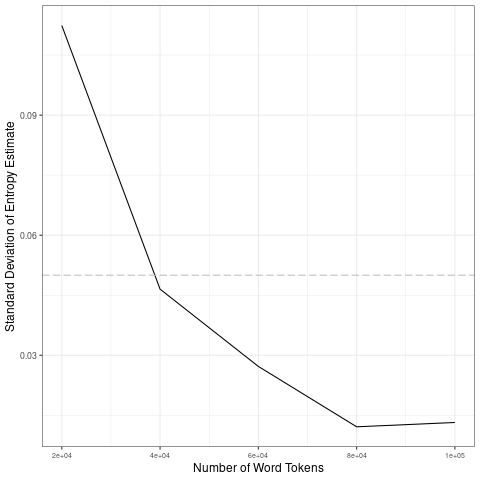 Standard Deviation of Entropy Estimate
0.09
0.06
0.03
2e+04 4e+04 6e+04 8e+04 1e+05
Number of Word Tokens